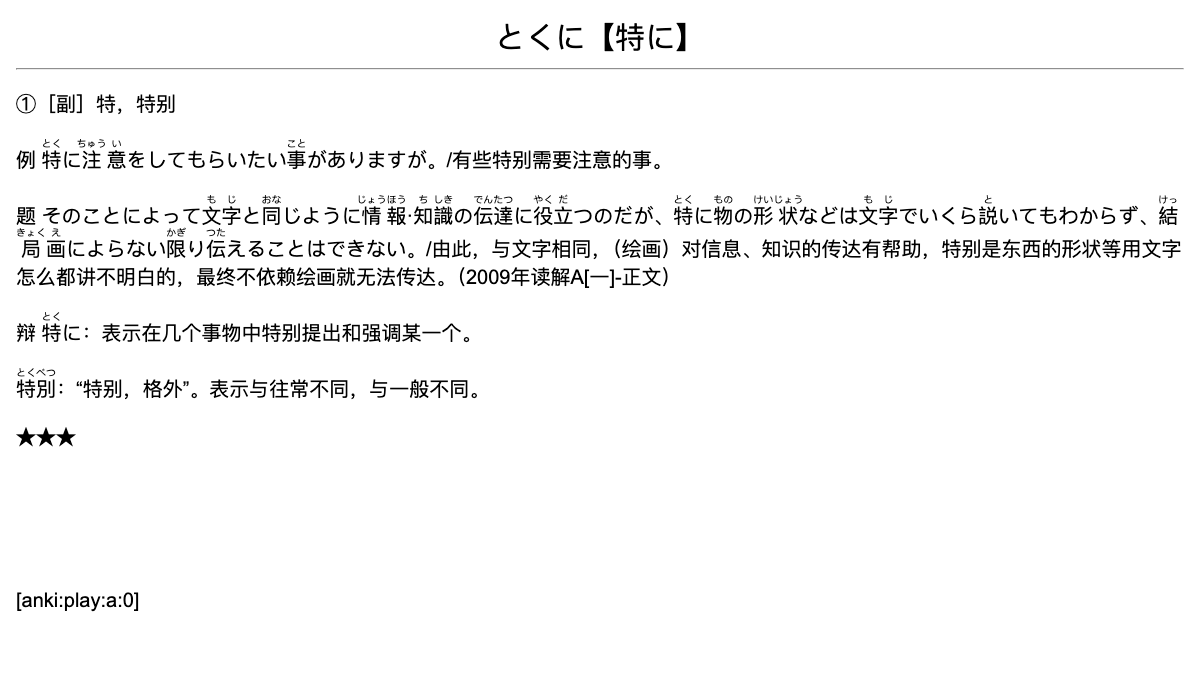 とくに【特に】
①［副］特，特别
例 特に注意をしてもらいたい事がありますが。/有些特别需要注意的事。
题 そのことによって文字と同じように情報·知識の伝達に役立つのだが、特に物の形状などは文字でいくら説いてもわからず、結
局画によらない限り伝えることはできない。/由此，与文字相同，（绘画）对信息、知识的传达有帮助，特别是东西的形状等用文字
怎么都讲不明白的，最终不依赖绘画就无法传达。（2009年读解A[一]-正文）
辩 特に：表示在几个事物中特别提出和强调某一个。
特別：“特别，格外”。表示与往常不同，与一般不同。
★★★
[anki:play:a:0]